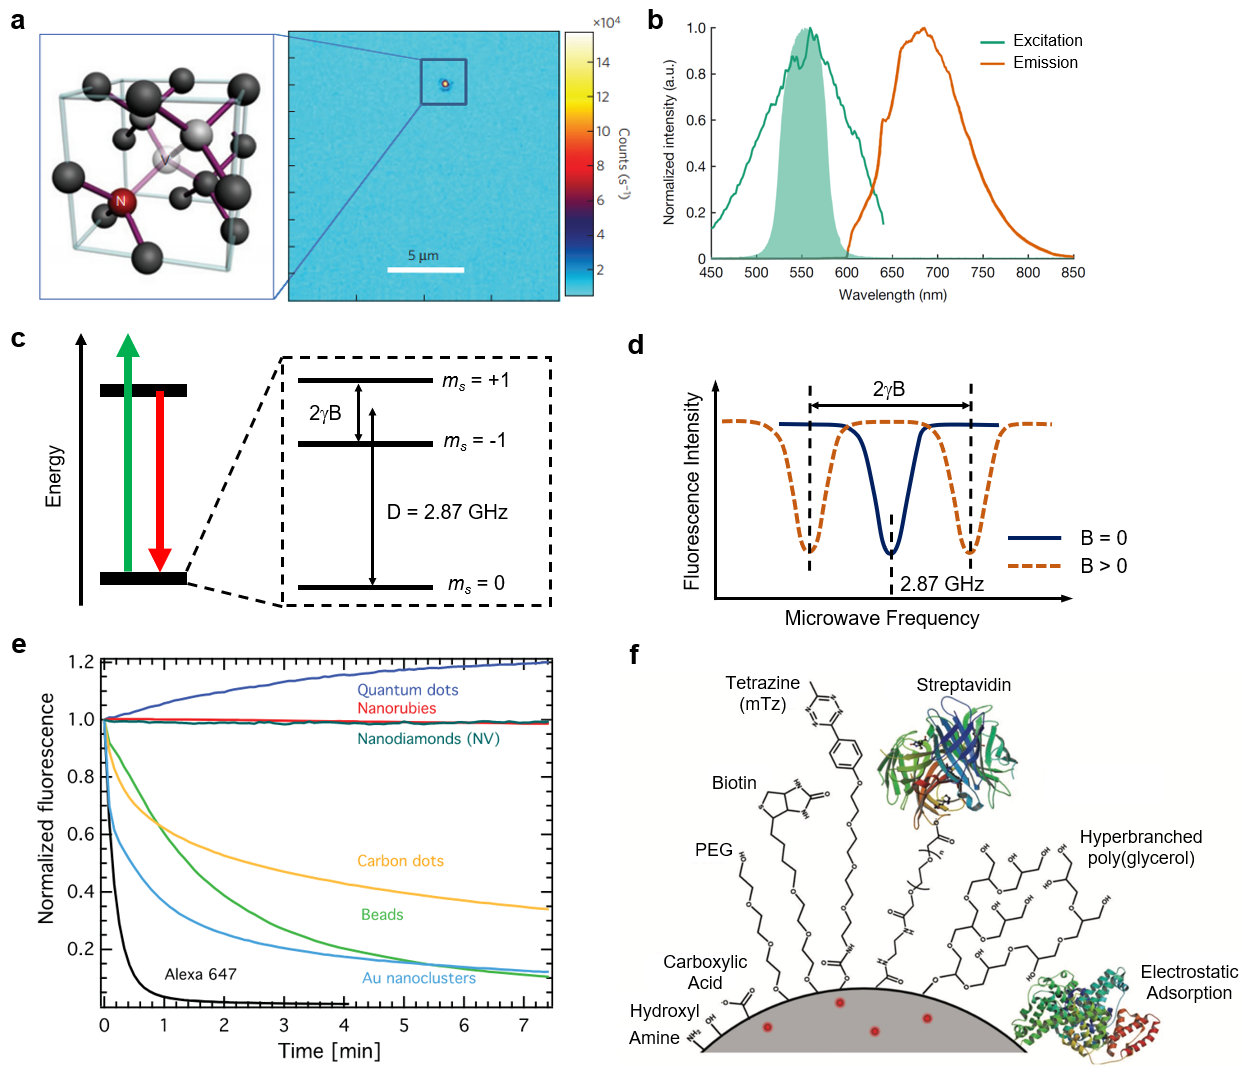 a
N
V
5 µm
×10⁴
14
12
10
8
6
4
2
Counts (s⁻¹)
b
Normalized intensity (a.u.)
1.0
0.8
0.6
0.4
0.2
0
450
500
550
600
650
700
750
800
850
Wavelength (nm)
Excitation
Emission
c
Energy
mₛ = +1
2γB
mₛ = -1
D = 2.87 GHz
mₛ = 0
d
Fluorescence Intensity
2γB
B = 0
B > 0
2.87 GHz
Microwave Frequency
e
Normalized fluorescence
1.2
1.0
0.8
0.6
0.4
0.2
Quantum dots
Nanorubies
Nanodiamonds (NV)
Carbon dots
Beads
Au nanoclusters
Alexa 647
0
1
2
3
4
5
6
7
Time [min]
f
Tetrazine
(mTz)
Streptavidin
Biotin
PEG
Hyperbranched
poly(glycerol)
Carboxylic
Acid
Hydroxyl
Amine
Electrostatic
Adsorption